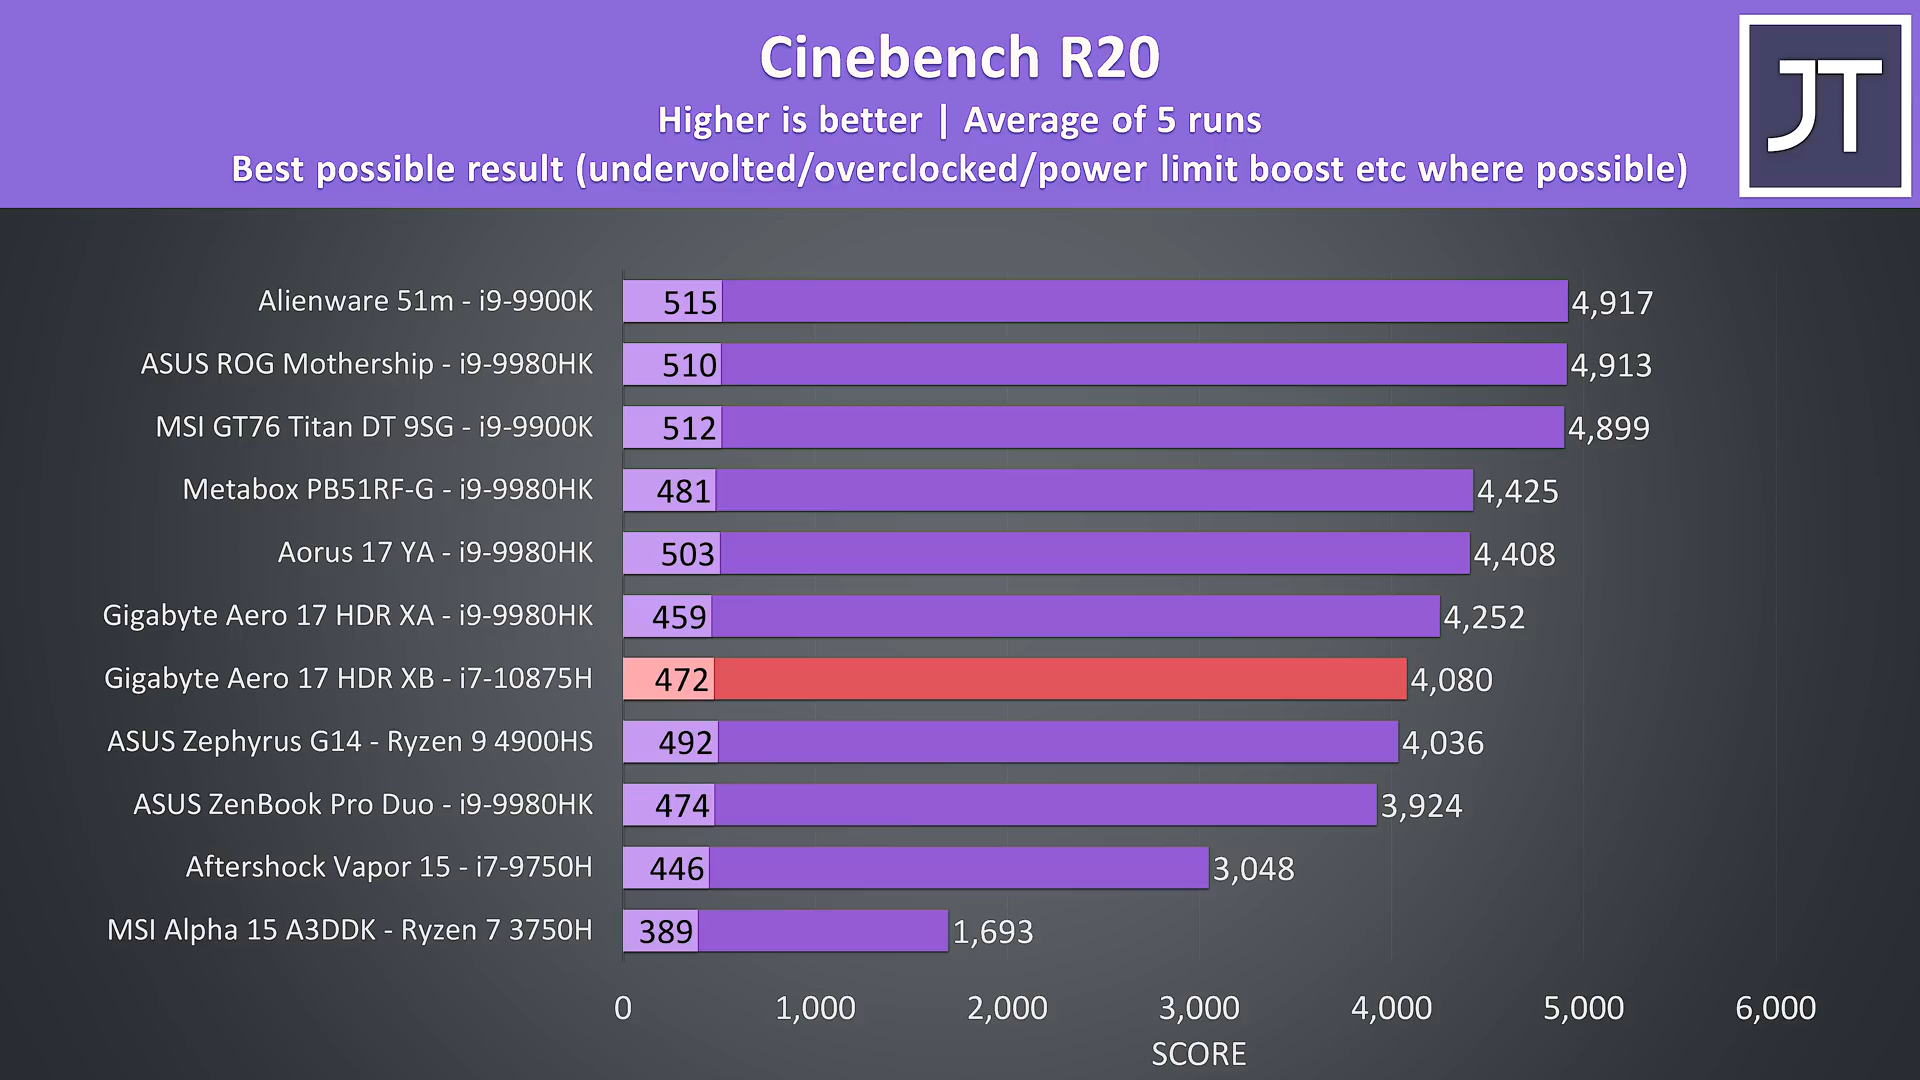 Cinebench R20
JT
Higher is better | Average of 5 runs
Best possible result (undervolted/overclocked/power limit boost etc where possible)
Alienware 51m - i9-9900K 515 4,917
ASUS ROG Mothership - i9-9980HK 510 4,913
MSI GT76 Titan DT 9SG - i9-9900K 512 4,899
Metabox PB51RF-G - i9-9980HK 481 4,425
Aorus 17 YA - i9-9980HK 503 4,408
Gigabyte Aero 17 HDR XA - i9-9980HK 459 4,252
Gigabyte Aero 17 HDR XB - i7-10875H 472 4,080
ASUS Zephyrus G14 - Ryzen 9 4900HS 492 4,036
ASUS ZenBook Pro Duo - i9-9980HK 474 3,924
Aftershock Vapor 15 - i7-9750H 446 3,048
MSI Alpha 15 A3DDK - Ryzen 7 3750H 389 1,693
0 1,000 2,000 3,000 4,000 5,000 6,000
SCORE